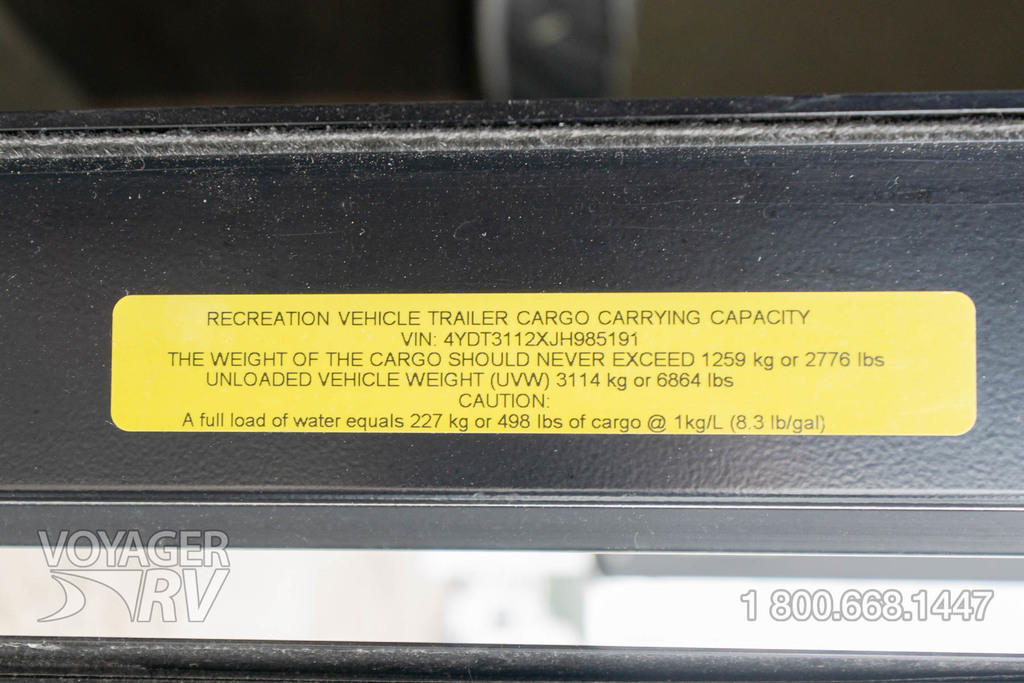 RECREATION VEHICLE TRAILER CARGO CARRYING CAPACITY
VIN: 4YDT3112XJH985191
THE WEIGHT OF THE CARGO SHOULD NEVER EXCEED 1259 kg or 2776 lbs
UNLOADED VEHICLE WEIGHT (UVW) 3114 kg or 6864 lbs
CAUTION:
A full load of water equals 227 kg or 498 lbs of cargo @ 1kg/L (8.3 lb/gal)
VOYAGER
RV
1 800.668.1447